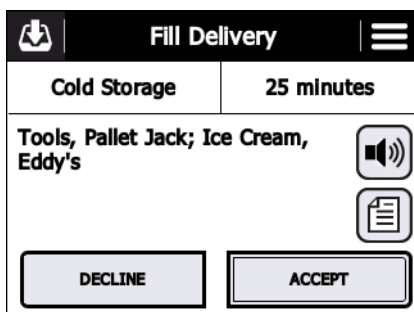 Fill Delivery
Cold Storage
25 minutes
Tools, Pallet Jack; Ice Cream,
Eddy's
DECLINE
ACCEPT